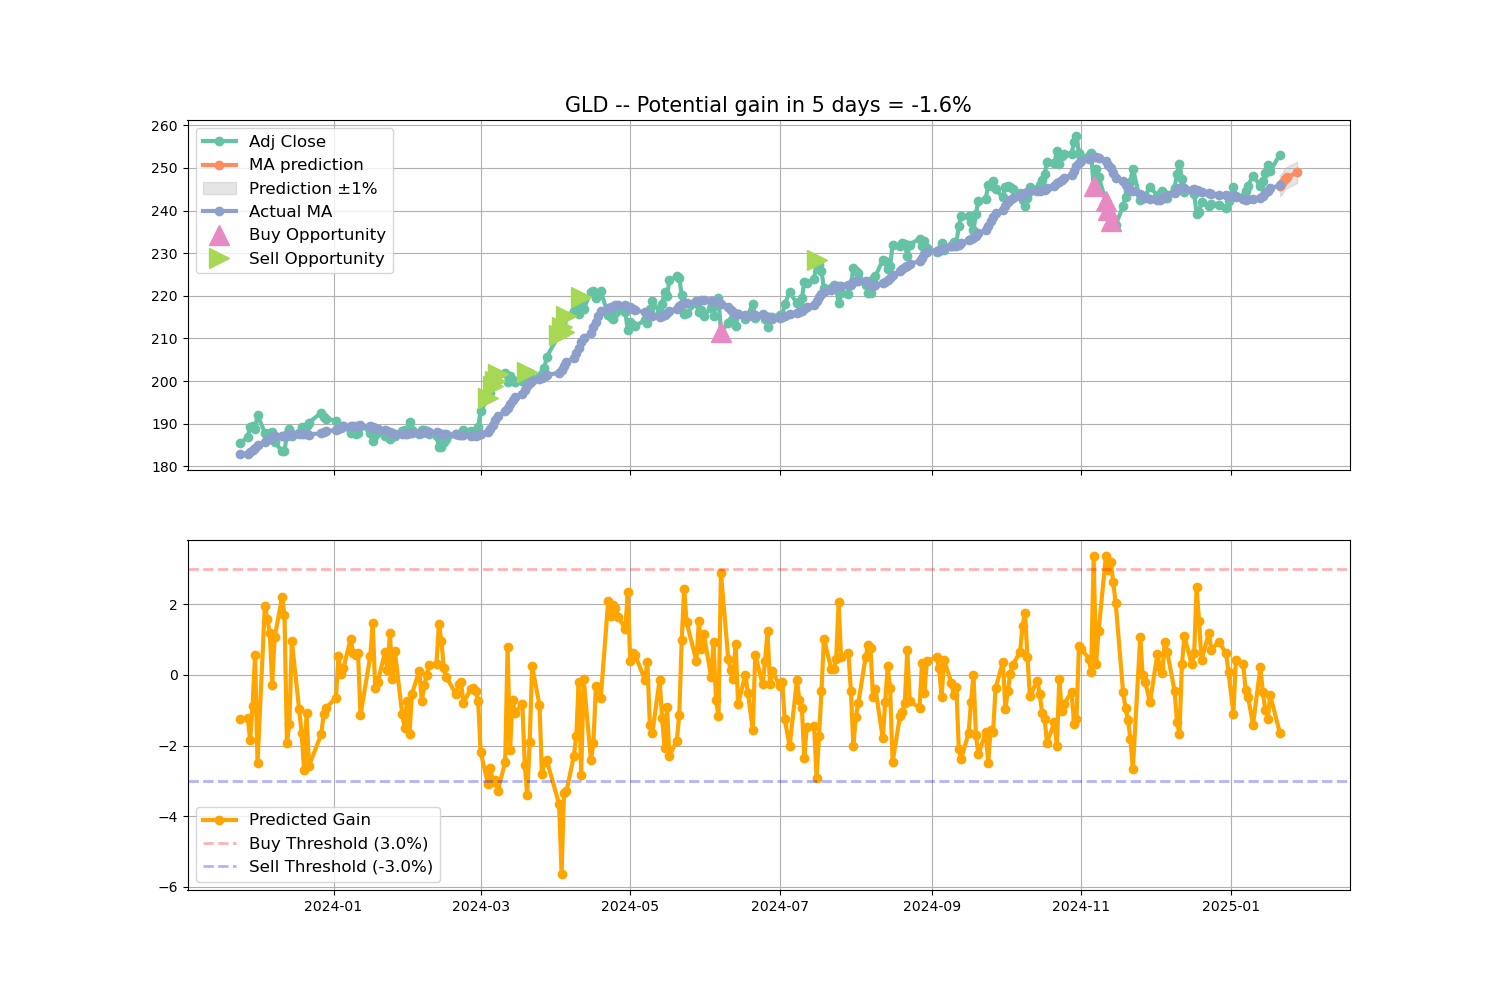 GLD -- Potential gain in 5 days = -1.6%
260
250
240
230
220
210
200
190
180
Adj Close
MA prediction
Prediction ±1%
Actual MA
Buy Opportunity
Sell Opportunity
2
0
−2
−4
−6
Predicted Gain
Buy Threshold (3.0%)
Sell Threshold (-3.0%)
2024-01
2024-03
2024-05
2024-07
2024-09
2024-11
2025-01